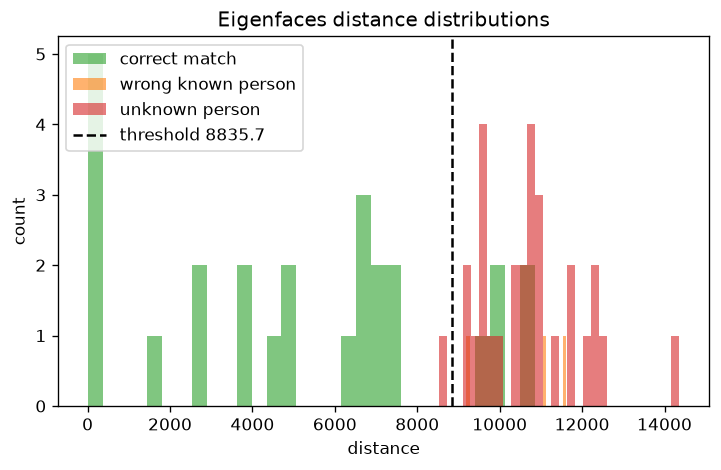 Eigenfaces distance distributions
correct match
wrong known person
unknown person
threshold 8835.7
count
5
4
3
2
1
0
0 2000 4000 6000 8000 10000 12000 14000
distance